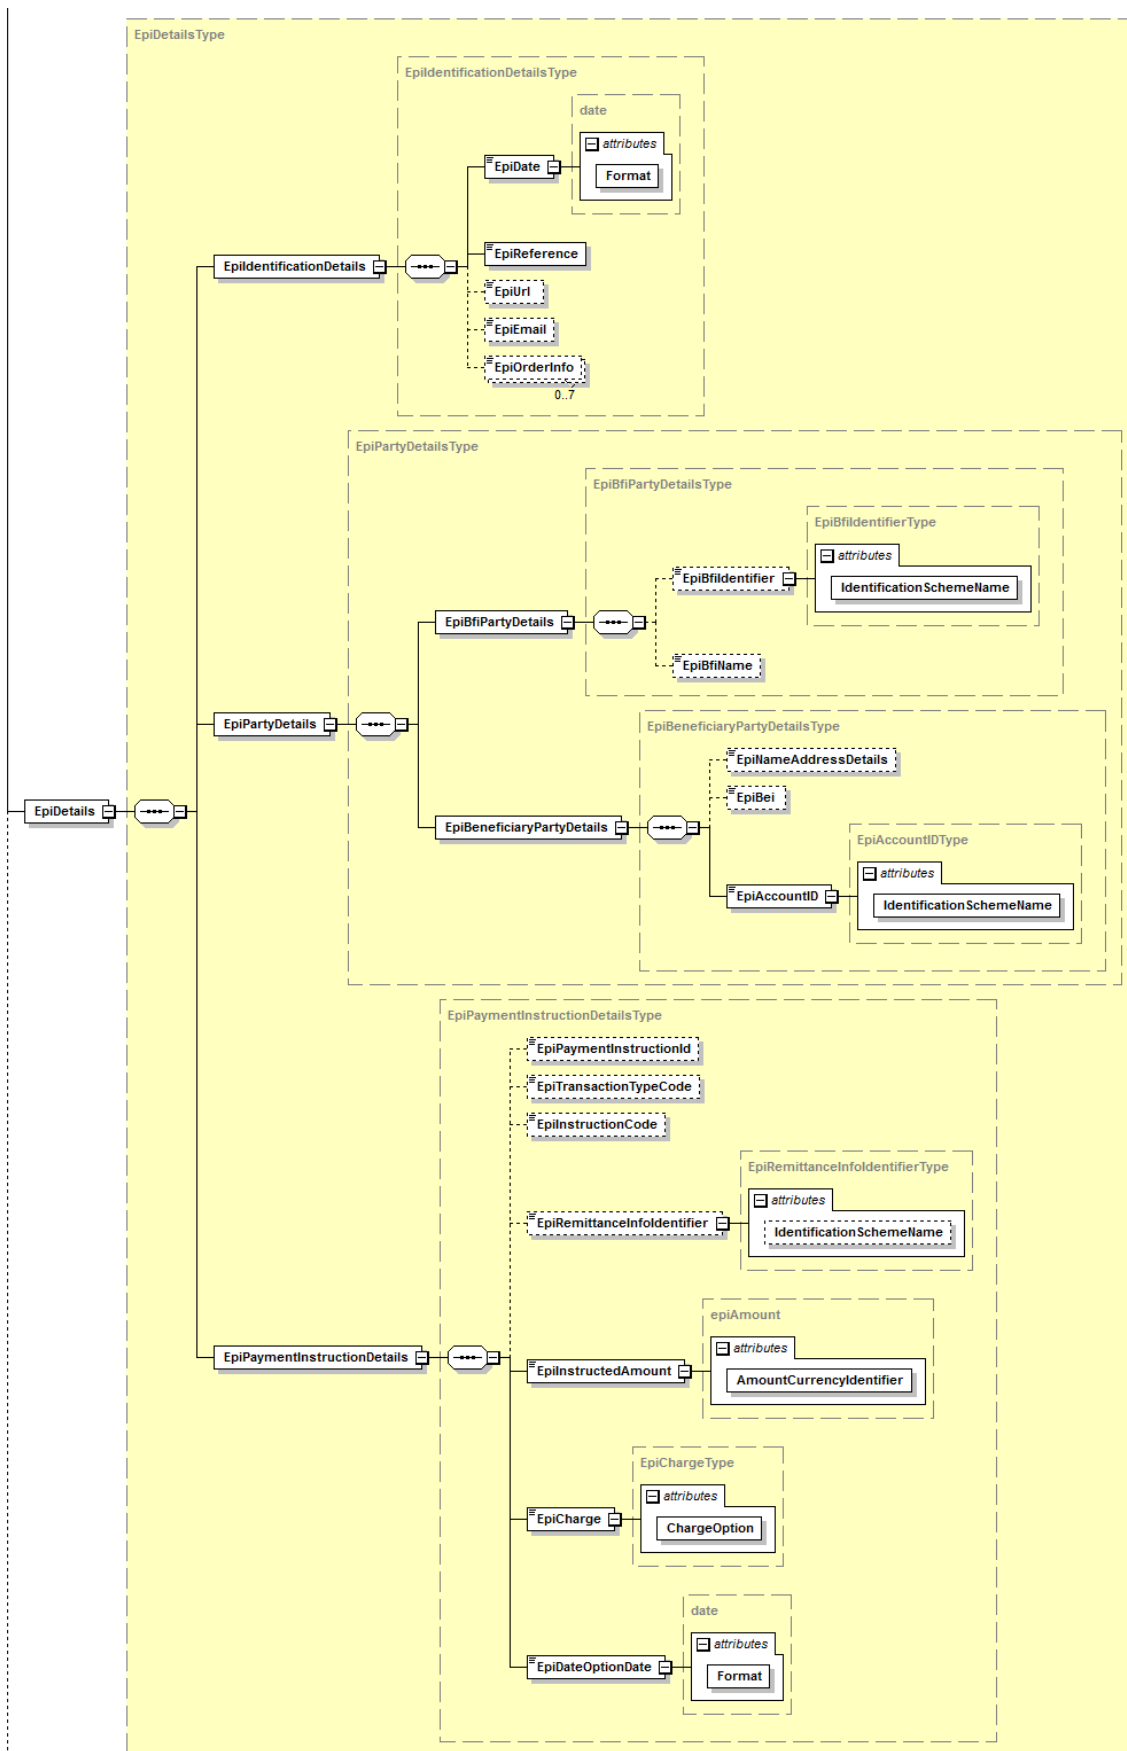 EpiDetailsType
EpiIdentificationDetailsType
date
attributes
EpiDate
Format
EpiReference
EpiIdentificationDetails
EpiUrl
EpiEmail
EpiOrderInfo
0..7
EpiPartyDetailsType
EpiBfiPartyDetailsType
EpiBfiIdentifierType
attributes
EpiBfiIdentifier
IdentificationSchemeName
EpiBfiPartyDetails
EpiBfiName
EpiPartyDetails
EpiBeneficiaryPartyDetailsType
EpiNameAddressDetails
EpiBei
EpiDetails
EpiBeneficiaryPartyDetails
EpiAccountIDType
attributes
EpiAccountID
IdentificationSchemeName
EpiPaymentInstructionDetailsType
EpiPaymentInstructionId
EpiTransactionTypeCode
EpiInstructionCode
EpiRemittanceInfoIdentifierType
attributes
EpiRemittanceInfoIdentifier
IdentificationSchemeName
epiAmount
attributes
EpiPaymentInstructionDetails
EpiInstructedAmount
AmountCurrencyIdentifier
EpiChargeType
attributes
EpiCharge
ChargeOption
date
attributes
EpiDateOptionDate
Format